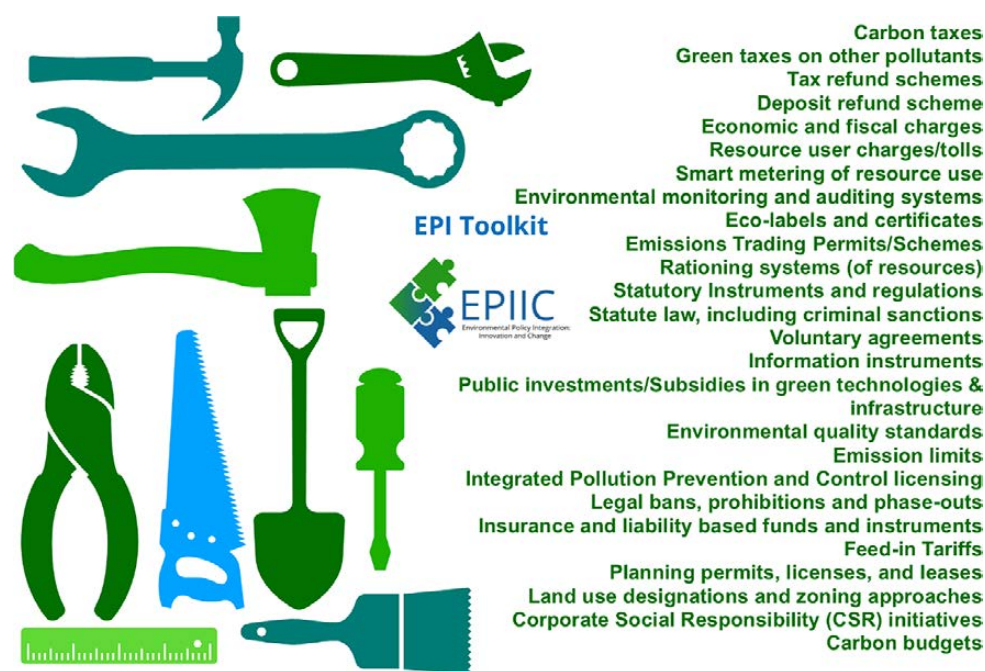 Carbon taxes
Green taxes on other pollutants
Tax refund schemes
Deposit refund scheme
Economic and fiscal charges
Resource user charges/tolls
Smart metering of resource use
Environmental monitoring and auditing systems
Eco-labels and certificates
EPI Toolkit
Emissions Trading Permits/Schemes
Rationing systems (of resources)
Statutory Instruments and regulations
Statute law, including criminal sanctions
Voluntary agreements
Information instruments
Public investments/Subsidies in green technologies &
infrastructure
Environmental quality standards
Emission limits
Integrated Pollution Prevention and Control licensing
Legal bans, prohibitions and phase-outs
Insurance and liability based funds and instruments
Feed-in Tariffs
Planning permits, licenses, and leases
Land use designations and zoning approaches
Corporate Social Responsibility (CSR) initiatives
Carbon budgets
EPIIC
Environmental Policy Integration:
Innovation and Change